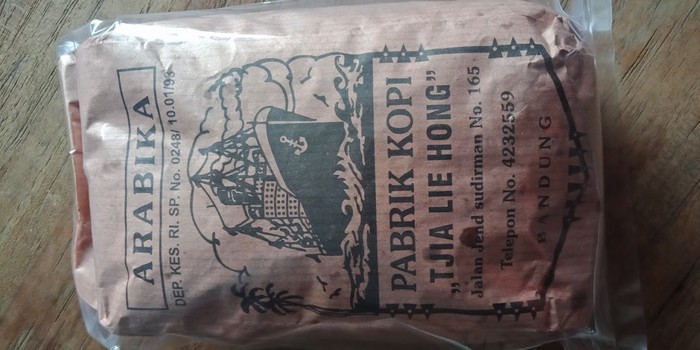 ARABIKA
DEP. KES. RI. SP. No. 0248/ 10.01/93
PABRIK KOPI
„TJIA LIE HONG”
Jalan Jend sudirman No. 165
Telepon No. 4232559
BANDUNG